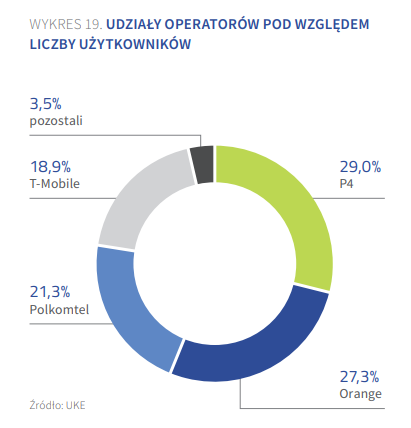 WYKRES 19. UDZIAŁY OPERATORÓW POD WZGLĘDEM
LICZBY UŻYTKOWNIKÓW
3,5%
pozostali
18,9%
T-Mobile
29,0%
P4
21,3%
Polkomtel
27,3%
Orange
Źródło: UKE